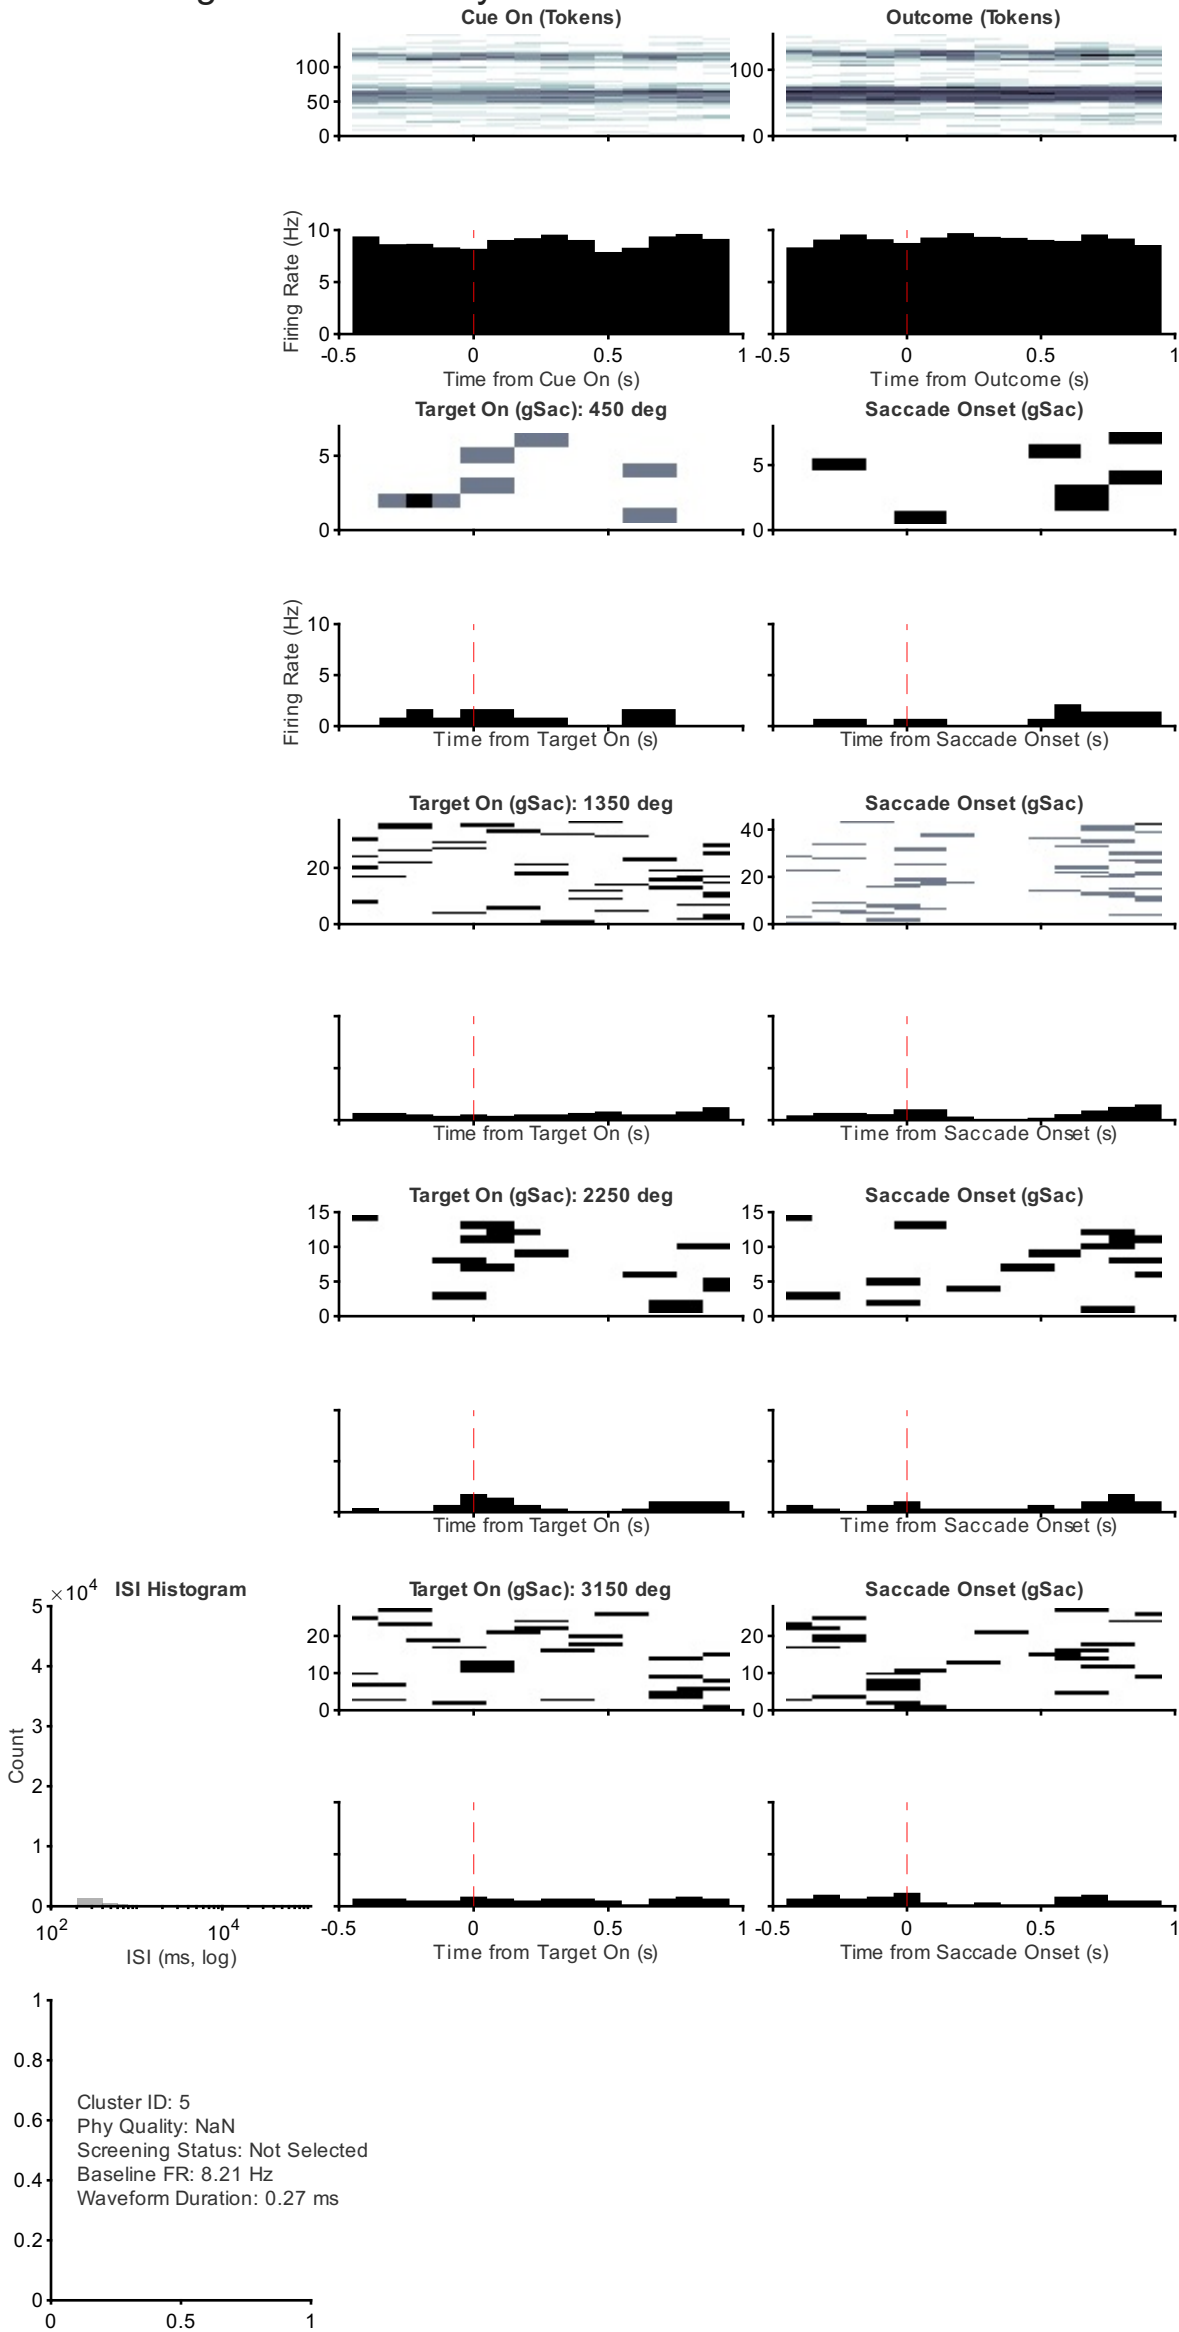 Cue On (Tokens)
Outcome (Tokens)
100
50
0
100
0
Firing Rate (Hz)
10
5
0
-0.5
0
0.5
1
-0.5
0
0.5
1
Time from Cue On (s)
Time from Outcome (s)
Target On (gSac): 450 deg
Saccade Onset (gSac)
5
0
5
0
Firing Rate (Hz)
10
5
0
Time from Target On (s)
Time from Saccade Onset (s)
Target On (gSac): 1350 deg
Saccade Onset (gSac)
20
0
40
20
0
Time from Target On (s)
Time from Saccade Onset (s)
Target On (gSac): 2250 deg
Saccade Onset (gSac)
15
10
5
0
15
10
5
0
Time from Target On (s)
Time from Saccade Onset (s)
×10^4
ISI Histogram
Target On (gSac): 3150 deg
Saccade Onset (gSac)
5
4
3
2
1
0
Count
10^2
10^4
ISI (ms, log)
20
10
0
20
10
0
-0.5
0
0.5
1
-0.5
0
0.5
1
Time from Target On (s)
Time from Saccade Onset (s)
1
0.8
0.6
0.4
0.2
0
Cluster ID: 5
Phy Quality: NaN
Screening Status: Not Selected
Baseline FR: 8.21 Hz
Waveform Duration: 0.27 ms
0
0.5
1